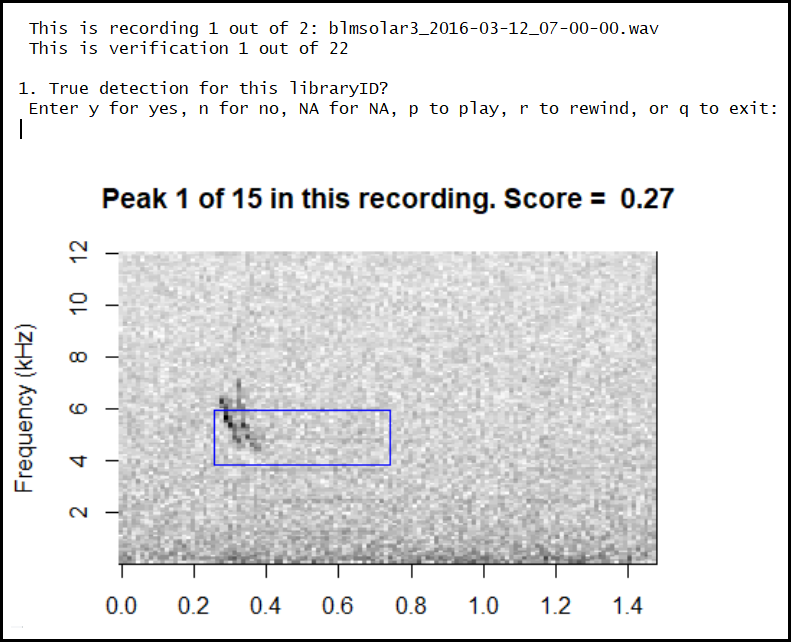 This is recording 1 out of 2: blmsolar3_2016-03-12_07-00-00.wav
This is verification 1 out of 22
1. True detection for this libraryID?
Enter y for yes, n for no, NA for NA, p to play, r to rewind, or q to exit:
Peak 1 of 15 in this recording. Score = 0.27
Frequency (kHz)
12
10
8
6
4
2
0.0 0.2 0.4 0.6 0.8 1.0 1.2 1.4